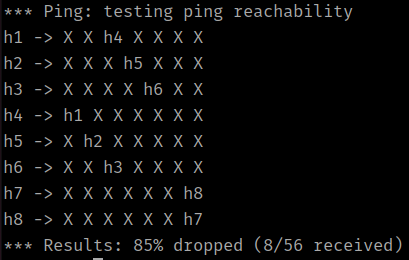 *** Ping: testing ping reachability
h1 -> X X h4 X X X X
h2 -> X X X h5 X X X
h3 -> X X X X h6 X X
h4 -> h1 X X X X X X
h5 -> X h2 X X X X X
h6 -> X X h3 X X X X
h7 -> X X X X X X h8
h8 -> X X X X X X h7
*** Results: 85% dropped (8/56 received)